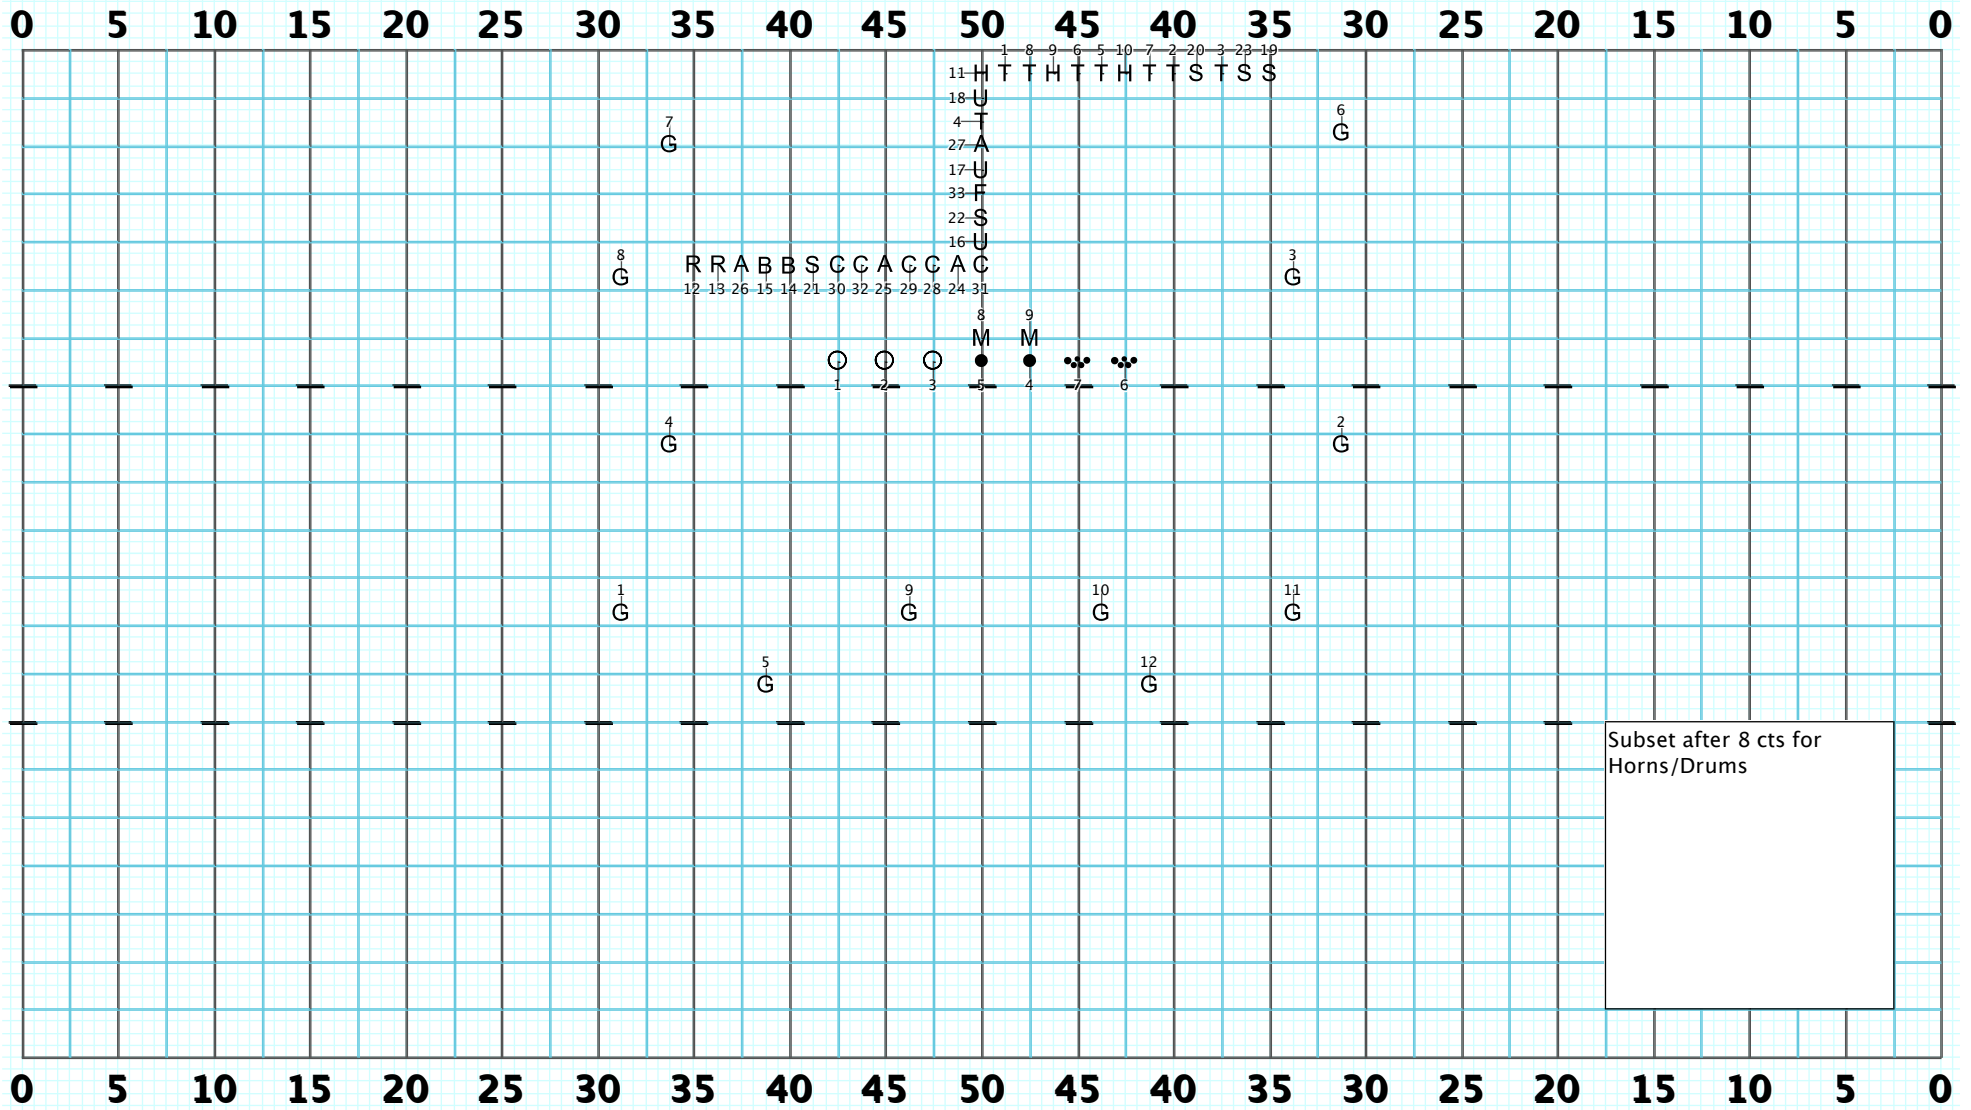 0 5 10 15 20 25 30 35 40 45 50 45 40 35 30 25 20 15 10 5 0
1 8 9 6 5 10 7 2 20 3 23 19
11 H T T H T T H T T S T S S
18 U
6
7 4 T G
G 27 A
17 U
33 F
22 S
16 U
8 3
R R A B B S C C A C C A C
G G
12 13 26 15 14 21 30 32 25 29 28 24 31
8 9
M M
1 2 3 5 4 7 6
4 2
G G
1 9 10 11
G G G G
5 12
G G
Subset after 8 cts for
Horns/Drums
0 5 10 15 20 25 30 35 40 45 50 45 40 35 30 25 20 15 10 5 0